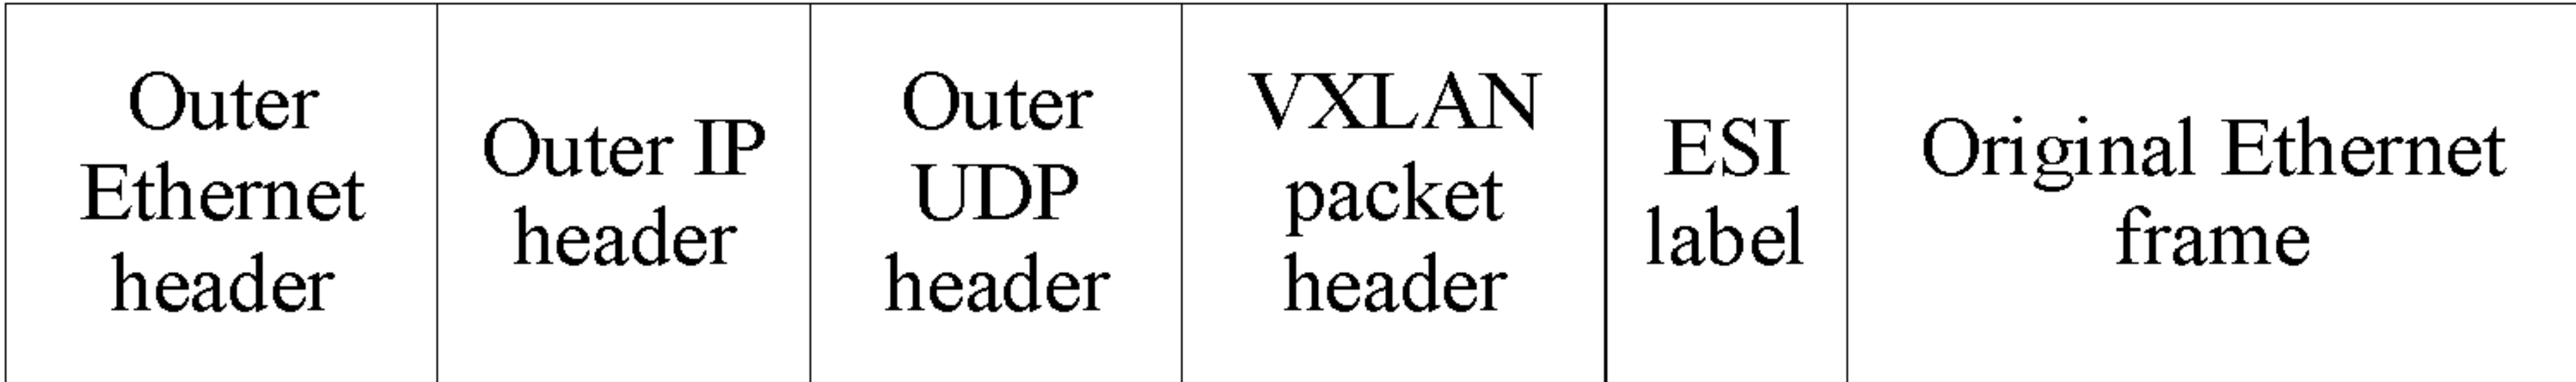 Outer
Ethernet
header
Outer IP
header
Outer
UDP
header
VXLAN
packet
header
ESI
label
Original Ethernet
frame